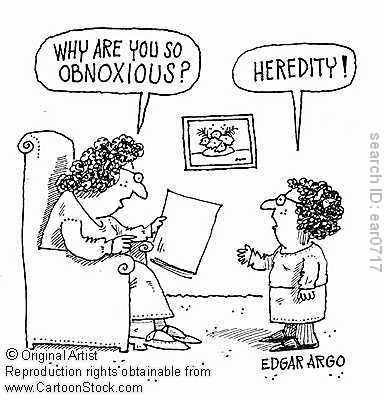 WHY ARE YOU SO
OBNOXIOUS?
HEREDITY!
search ID: ear0717
EDGAR ARGO
© Original Artist
Reproduction rights obtainable from
www.CartoonStock.com